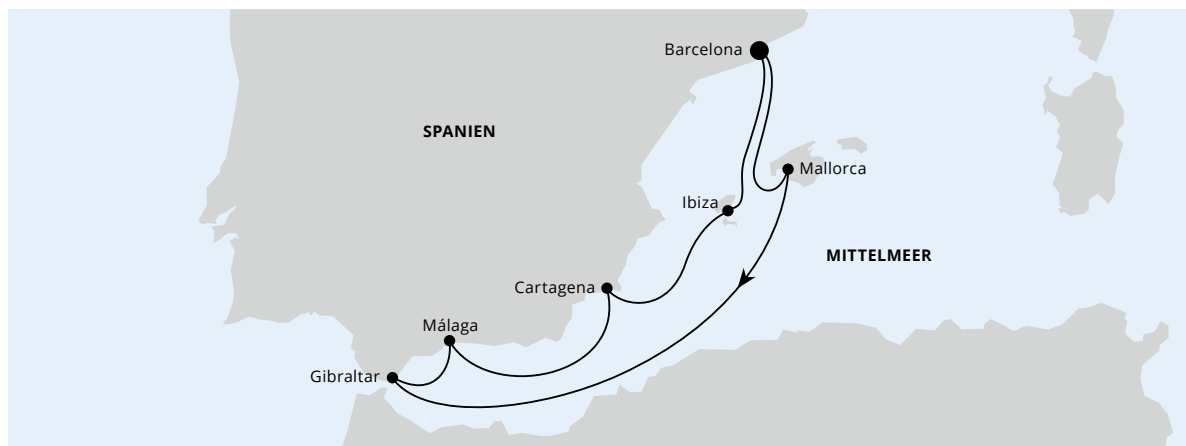 Barcelona
SPANIEN
Mallorca
Ibiza
MITTELMEER
Cartagena
Málaga
Gibraltar